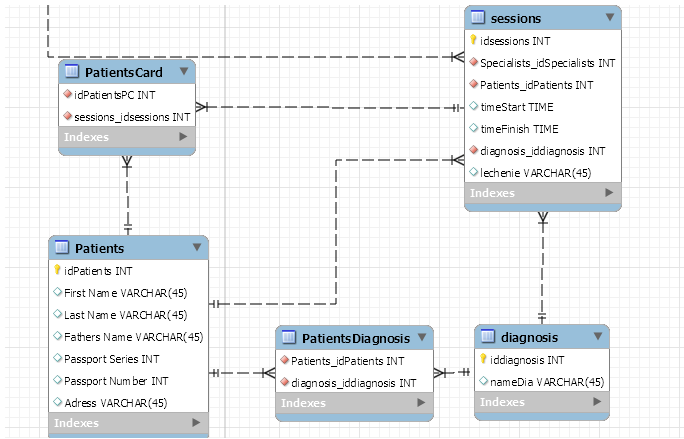 sessions
idsessions INT
Specialists_idSpecialists INT
Patients_idPatients INT
timeStart TIME
timeFinish TIME
diagnosis_iddiagnosis INT
lechenie VARCHAR(45)
Indexes
PatientsCard
idPatientsPC INT
sessions_idsessions INT
Indexes
Patients
idPatients INT
First Name VARCHAR(45)
Last Name VARCHAR(45)
Fathers Name VARCHAR(45)
Passport Series INT
Passport Number INT
Adress VARCHAR(45)
Indexes
PatientsDiagnosis
Patients_idPatients INT
diagnosis_iddiagnosis INT
Indexes
diagnosis
iddiagnosis INT
nameDia VARCHAR(45)
Indexes